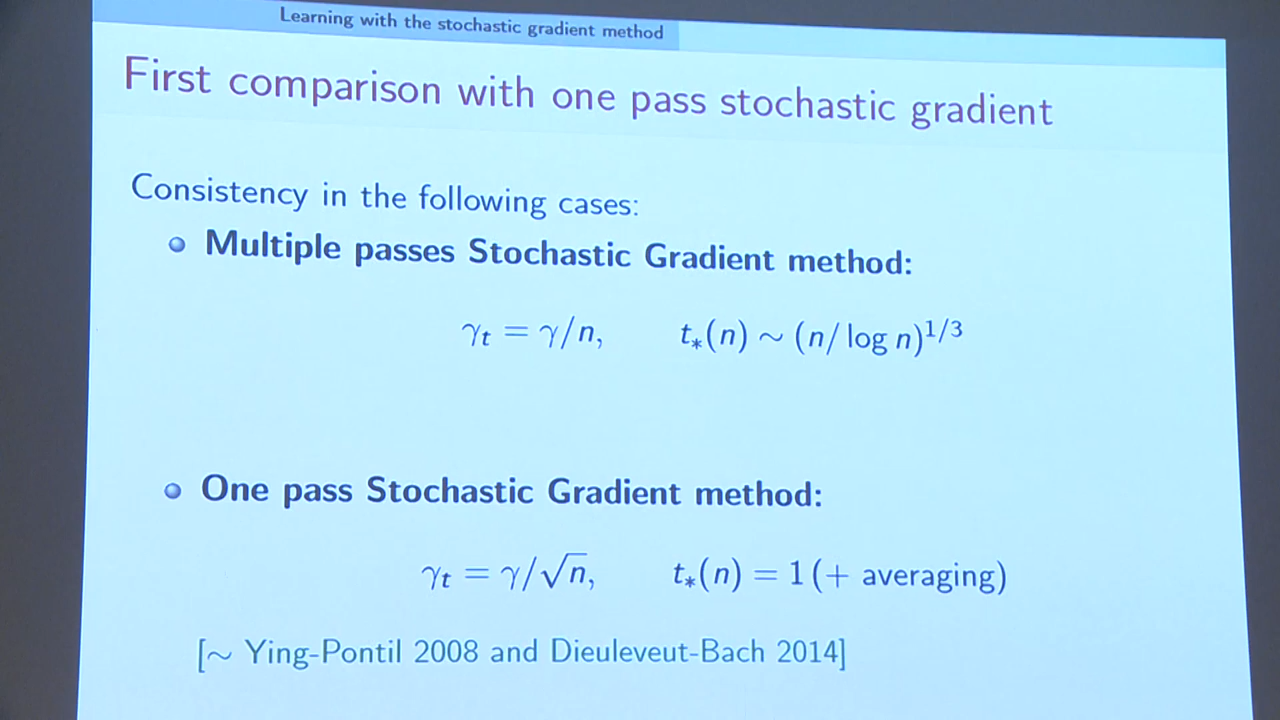 Learning with the stochastic gradient method
First comparison with one pass stochastic gradient
Consistency in the following cases:
Multiple passes Stochastic Gradient method:
γₜ = γ/n, t∗(n) ∼ (n/ log n)^{1/3}
One pass Stochastic Gradient method:
γₜ = γ/√n, t∗(n) = 1 (+ averaging)
[∼ Ying-Pontil 2008 and Dieuleveut-Bach 2014]